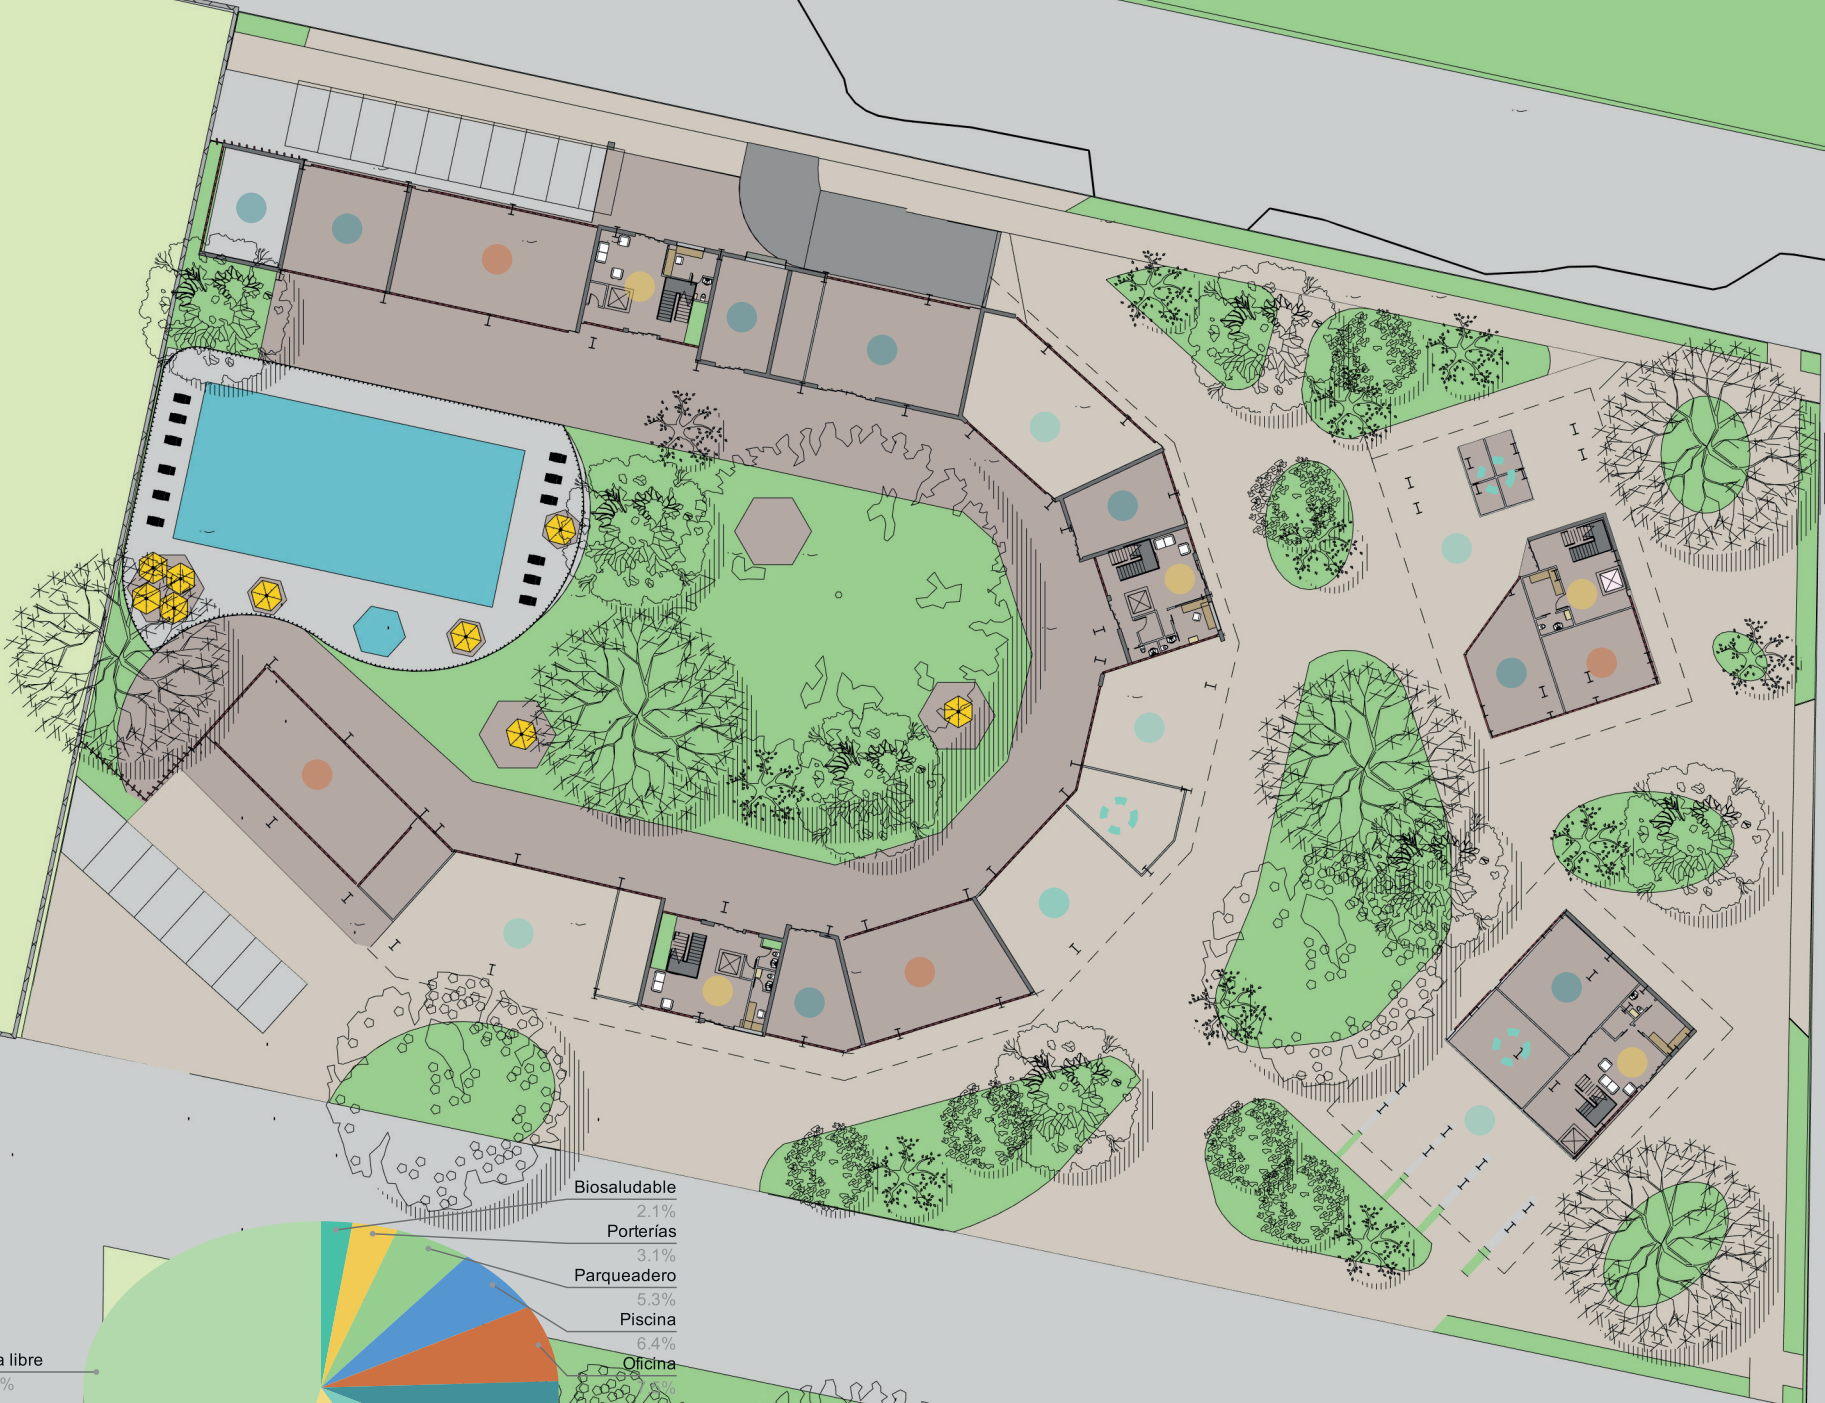 Biosaludable
2.1%
Porterías
3.1%
Parqueadero
5.3%
Piscina
6.4%
Oficina
a libre
%